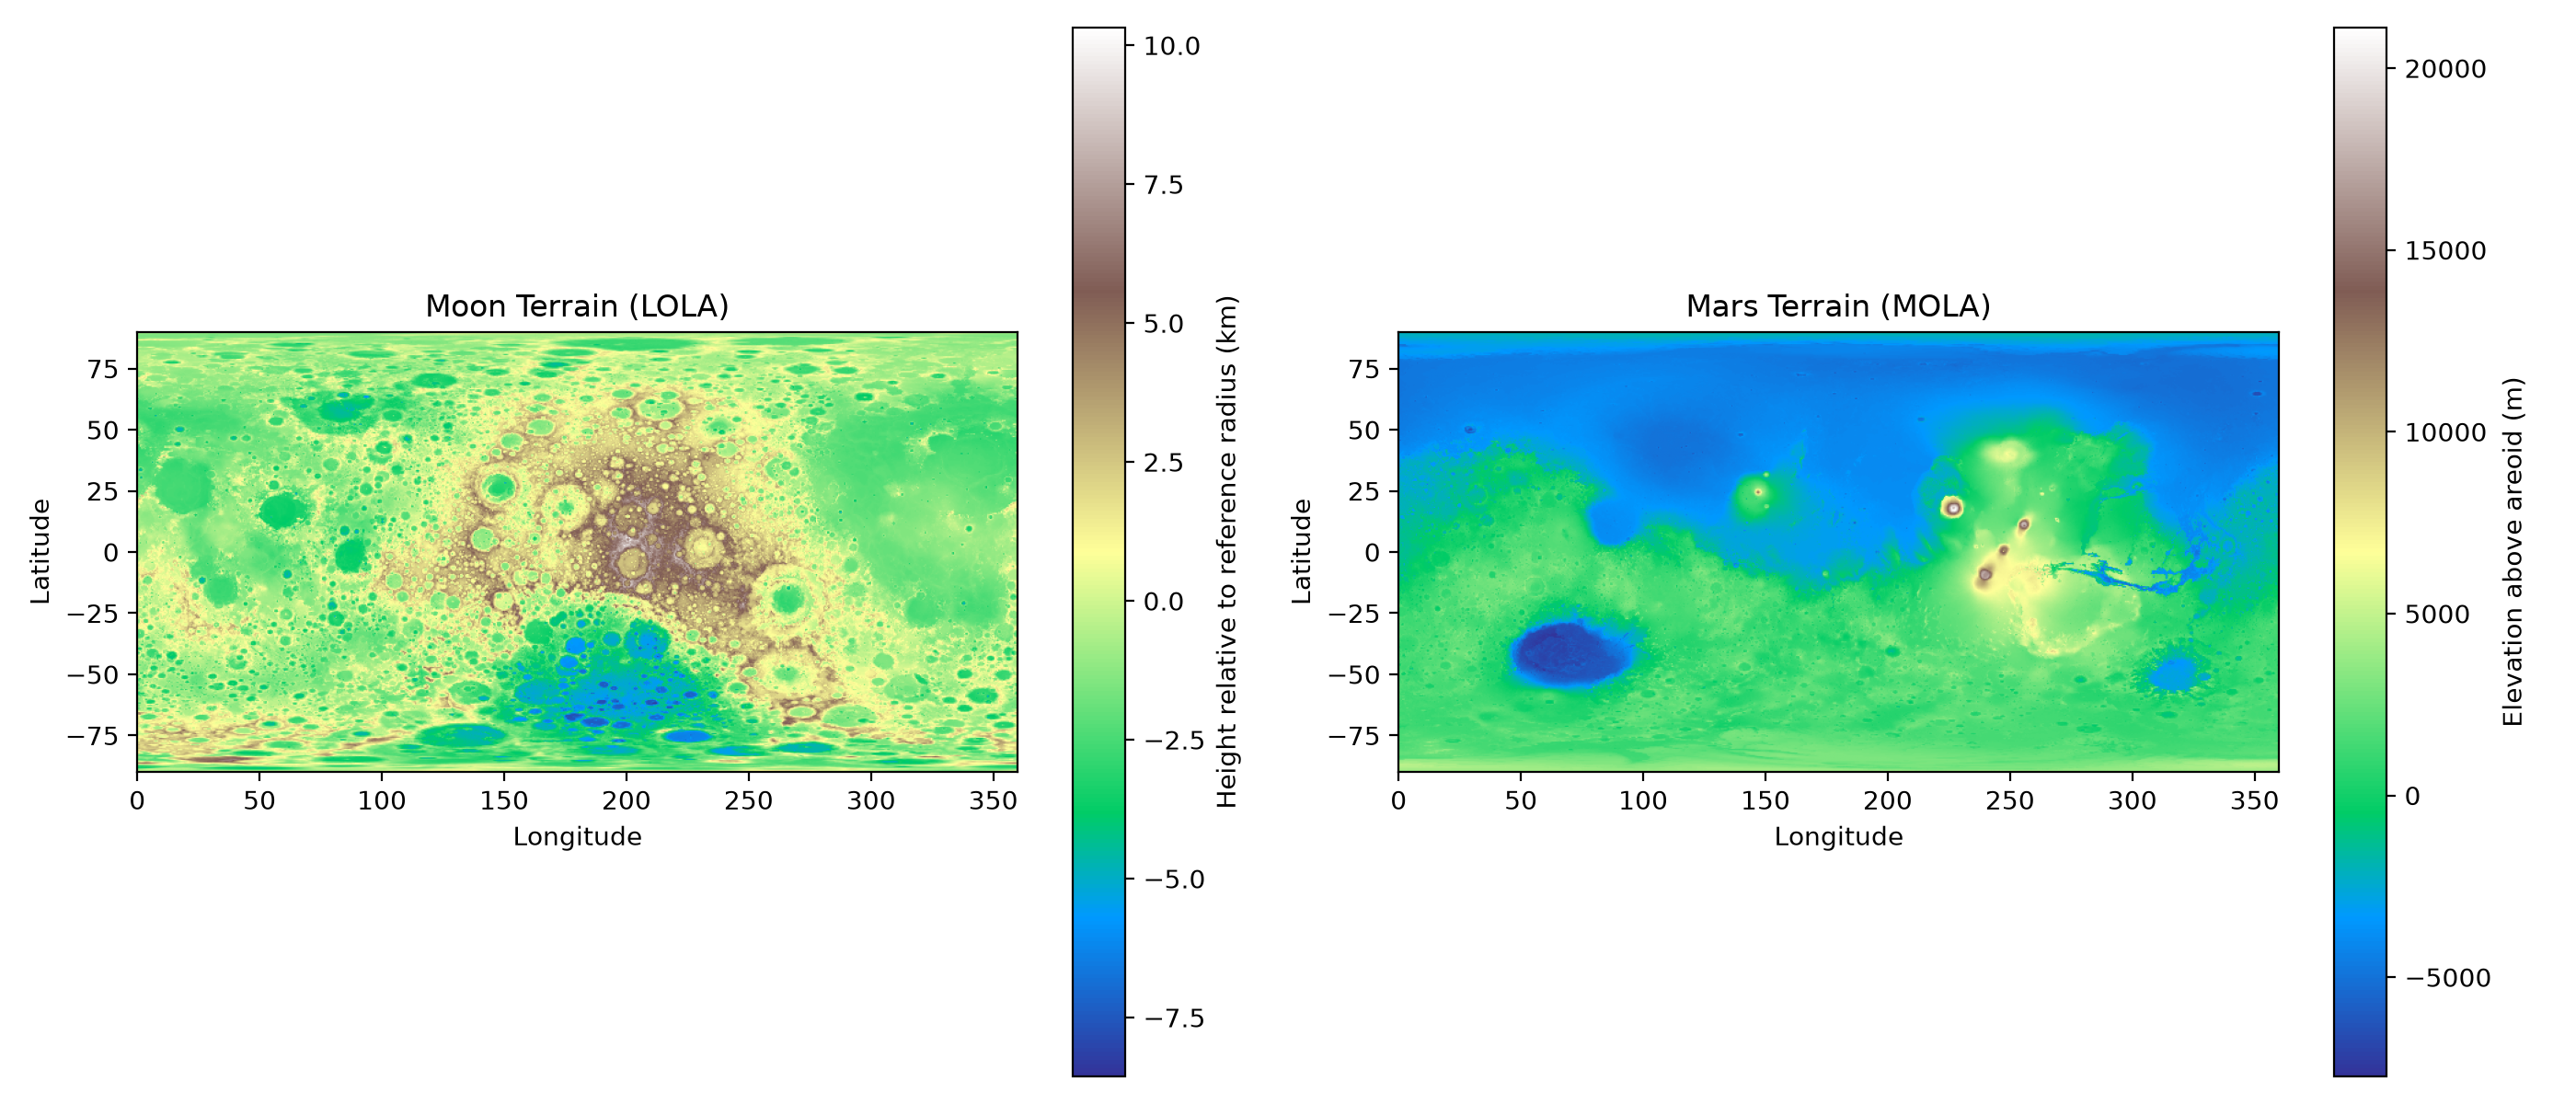 Moon Terrain (LOLA)
75
50
25
0
−25
−50
−75
Latitude
0 50 100 150 200 250 300 350
Longitude
10.0
7.5
5.0
2.5
0.0
−2.5
−5.0
−7.5
Height relative to reference radius (km)
Mars Terrain (MOLA)
75
50
25
0
−25
−50
−75
Latitude
0 50 100 150 200 250 300 350
Longitude
20000
15000
10000
5000
0
−5000
Elevation above areoid (m)